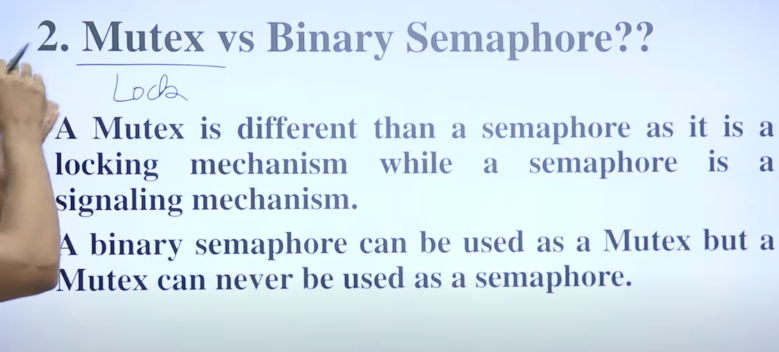 2. Mutex vs Binary Semaphore??
Lock
A Mutex is different than a semaphore as it is a
locking mechanism while a semaphore is a
signaling mechanism.
A binary semaphore can be used as a Mutex but a
Mutex can never be used as a semaphore.